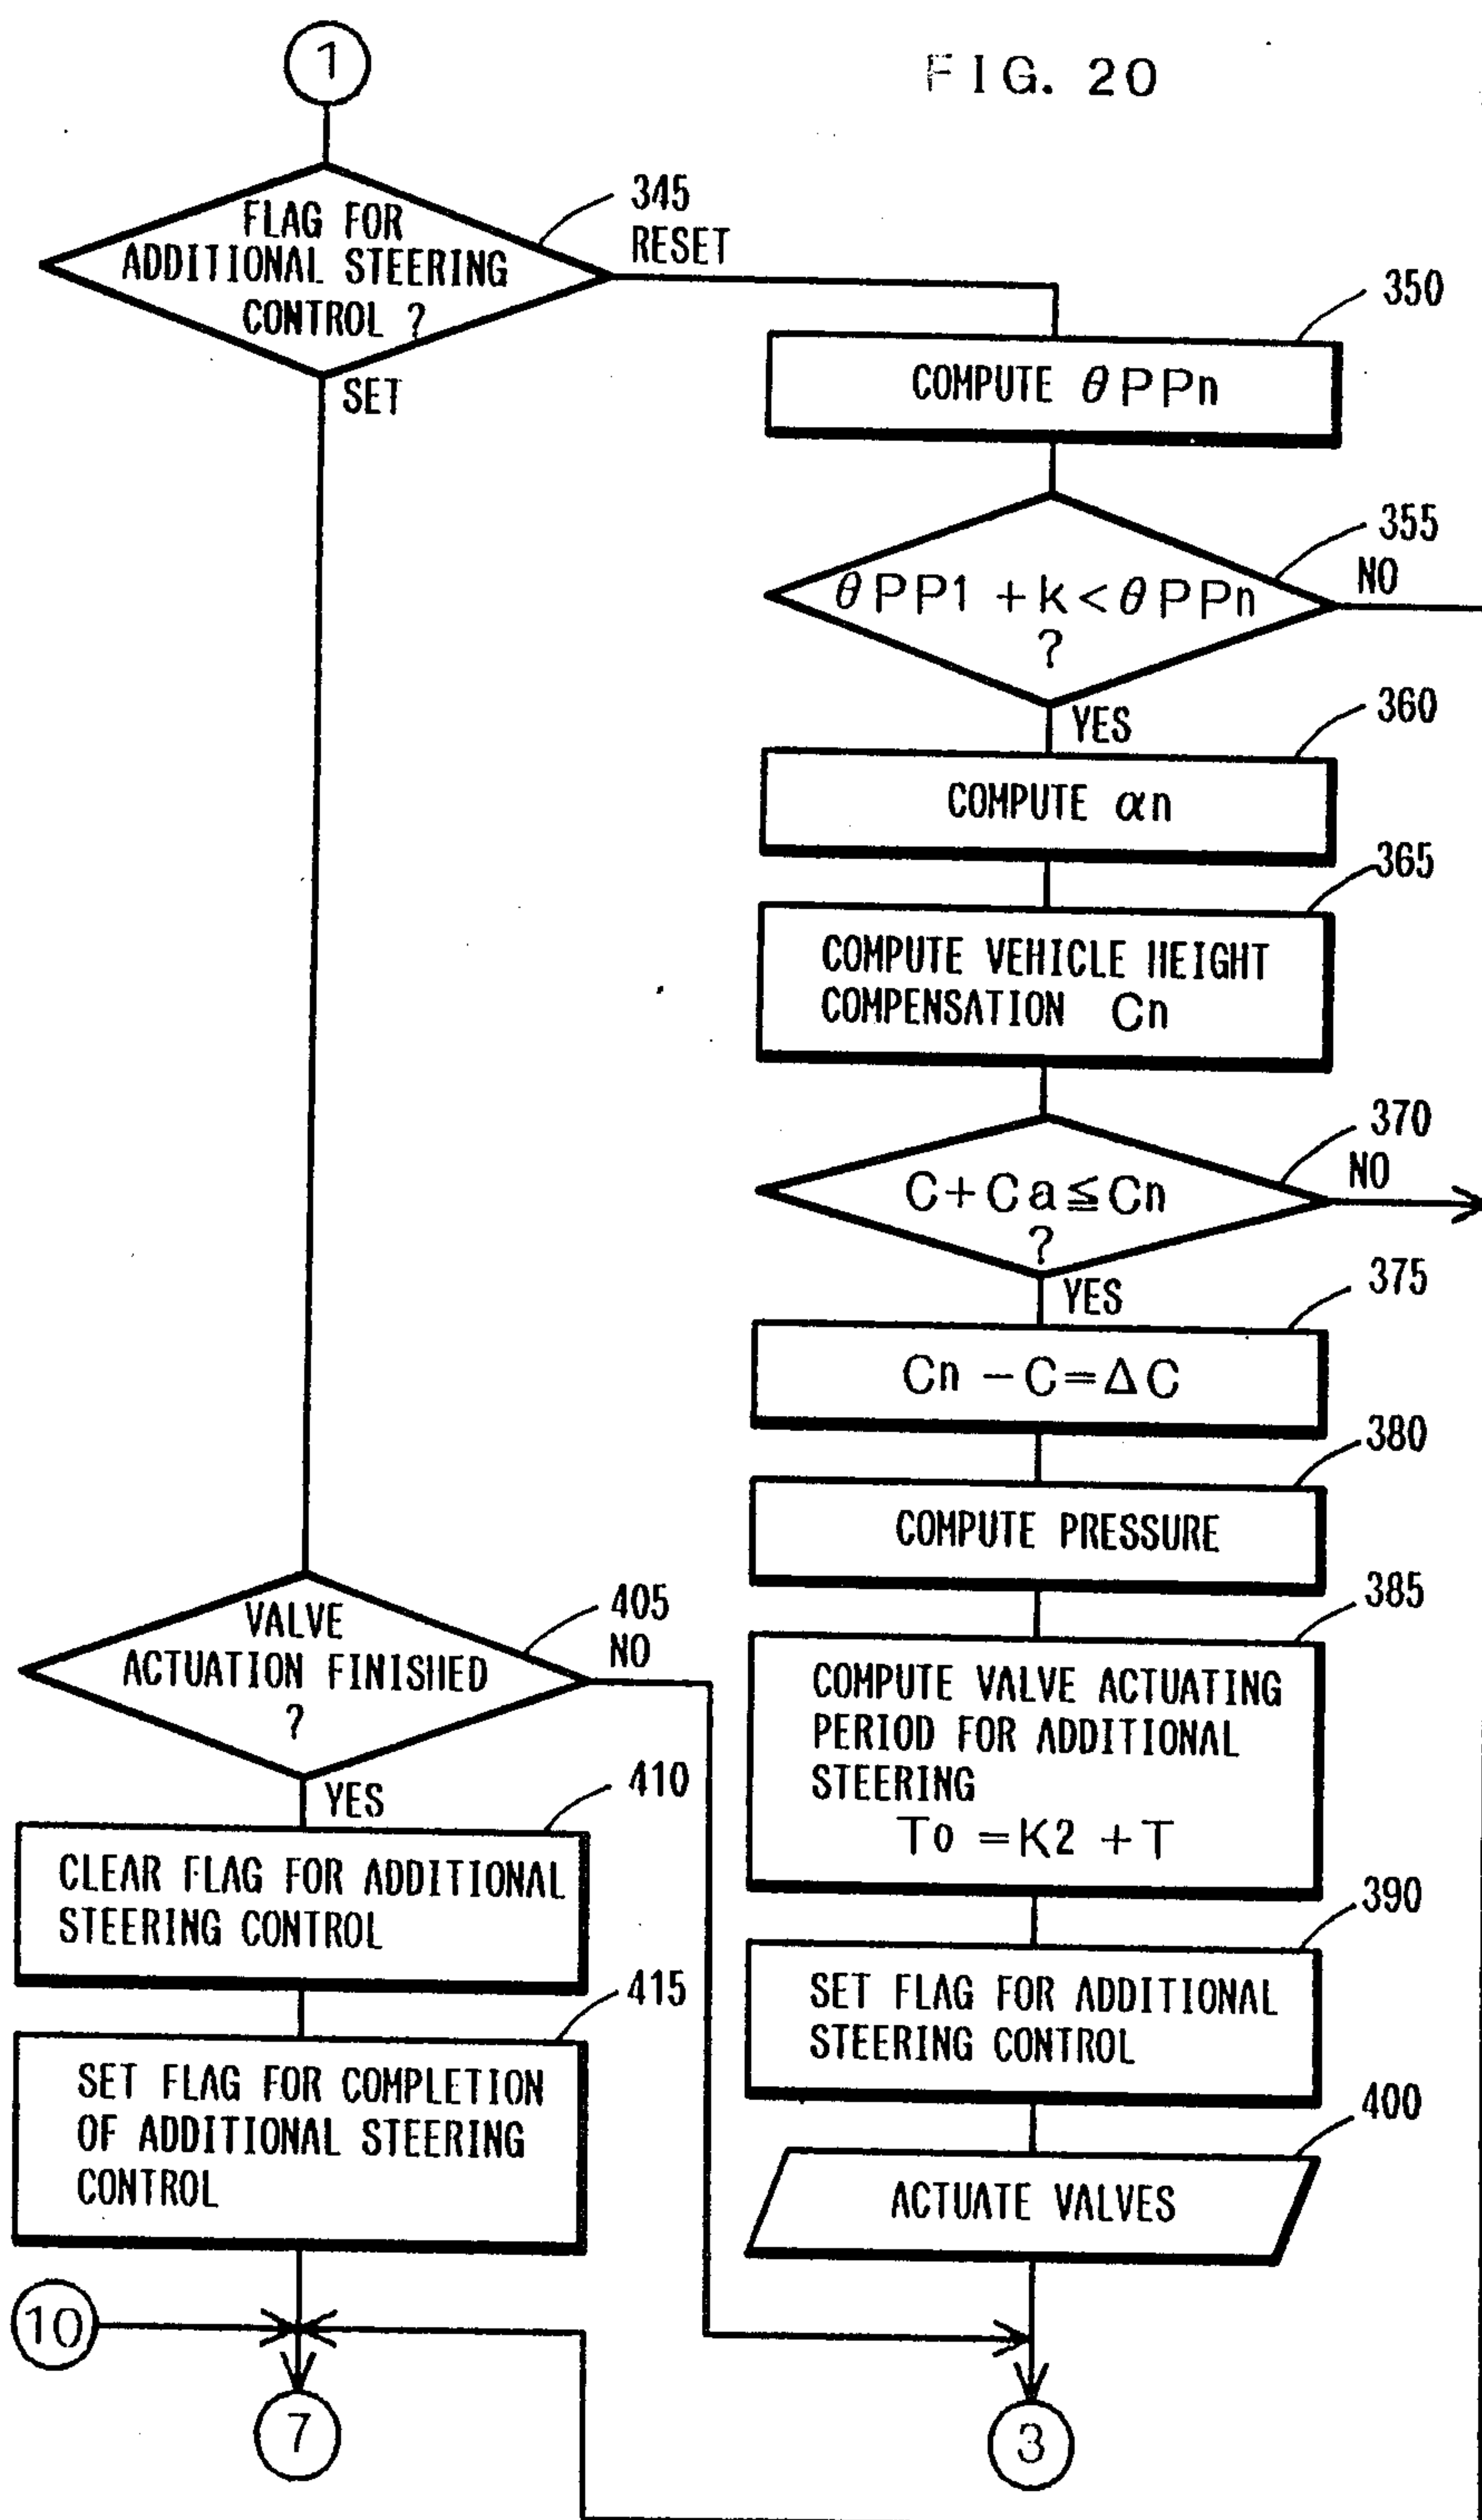 FIG. 20
1
FLAG FOR
ADDITIONAL STEERING
CONTROL ?
345
RESET
SET
350
COMPUTE θPPn
355
NO
θPP1 +k<θPPn
?
YES
360
COMPUTE αn
365
COMPUTE VEHICLE HEIGHT
COMPENSATION Cn
370
NO
C+Ca≦Cn
?
YES
375
Cn −C=ΔC
380
COMPUTE PRESSURE
385
COMPUTE VALVE ACTUATING
PERIOD FOR ADDITIONAL
STEERING
To =K2 +T
390
SET FLAG FOR ADDITIONAL
STEERING CONTROL
400
ACTUATE VALVES
3
VALVE
ACTUATION FINISHED
?
405
NO
YES
410
CLEAR FLAG FOR ADDITIONAL
STEERING CONTROL
415
SET FLAG FOR COMPLETION
OF ADDITIONAL STEERING
CONTROL
10
7